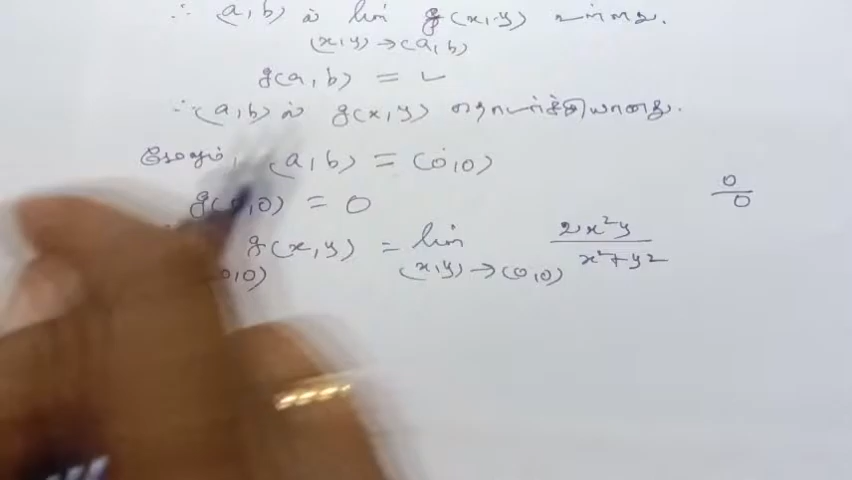 ∴ (a, b) ல் lim g(x, y) உள்ளது.
(x, y) → (a, b)
g(a, b) = L
∴ (a, b) ல் g(x, y) தொடர்ச்சியானது.
மேலும், (a, b) = (0, 0)
g(0, 0) = 0
0/0
g(x, y) = lim 2x²y / x² + y²
0, 0) (x, y) → (0, 0)